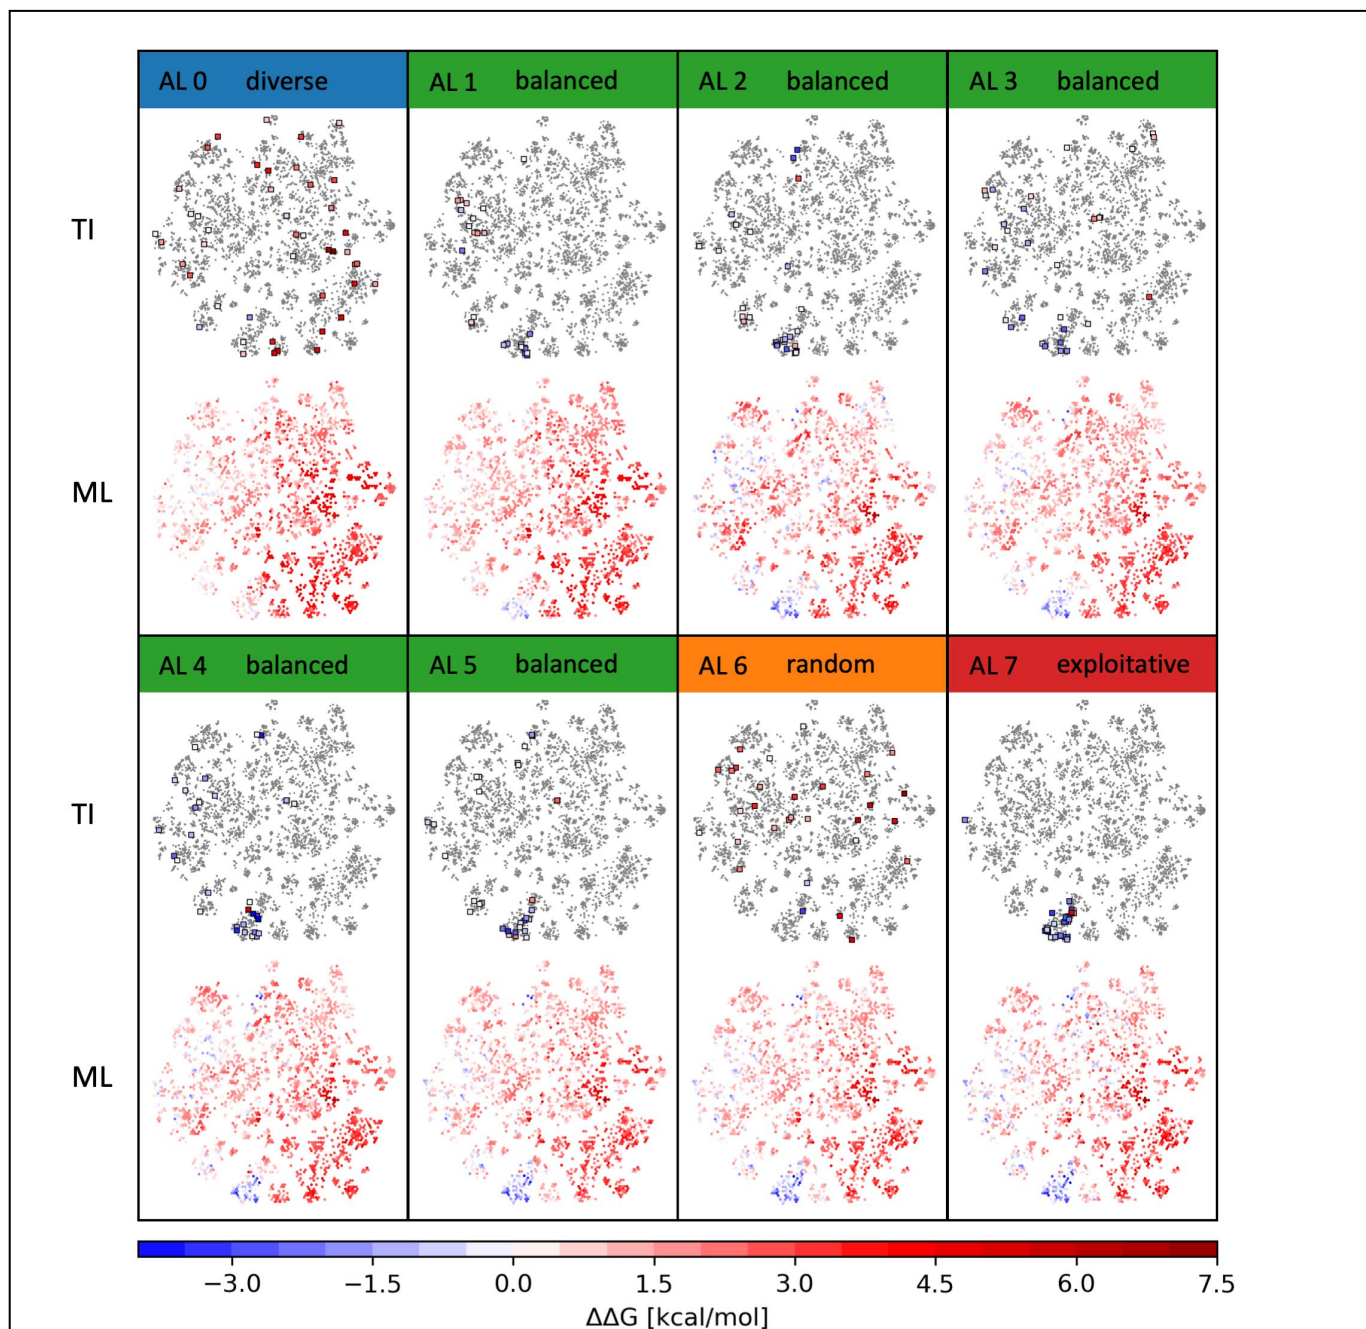 AL 0 diverse
AL 1 balanced
AL 2 balanced
AL 3 balanced
TI
ML
AL 4 balanced
AL 5 balanced
AL 6 random
AL 7 exploitative
TI
ML
−3.0 −1.5 0.0 1.5 3.0 4.5 6.0 7.5
ΔΔG [kcal/mol]